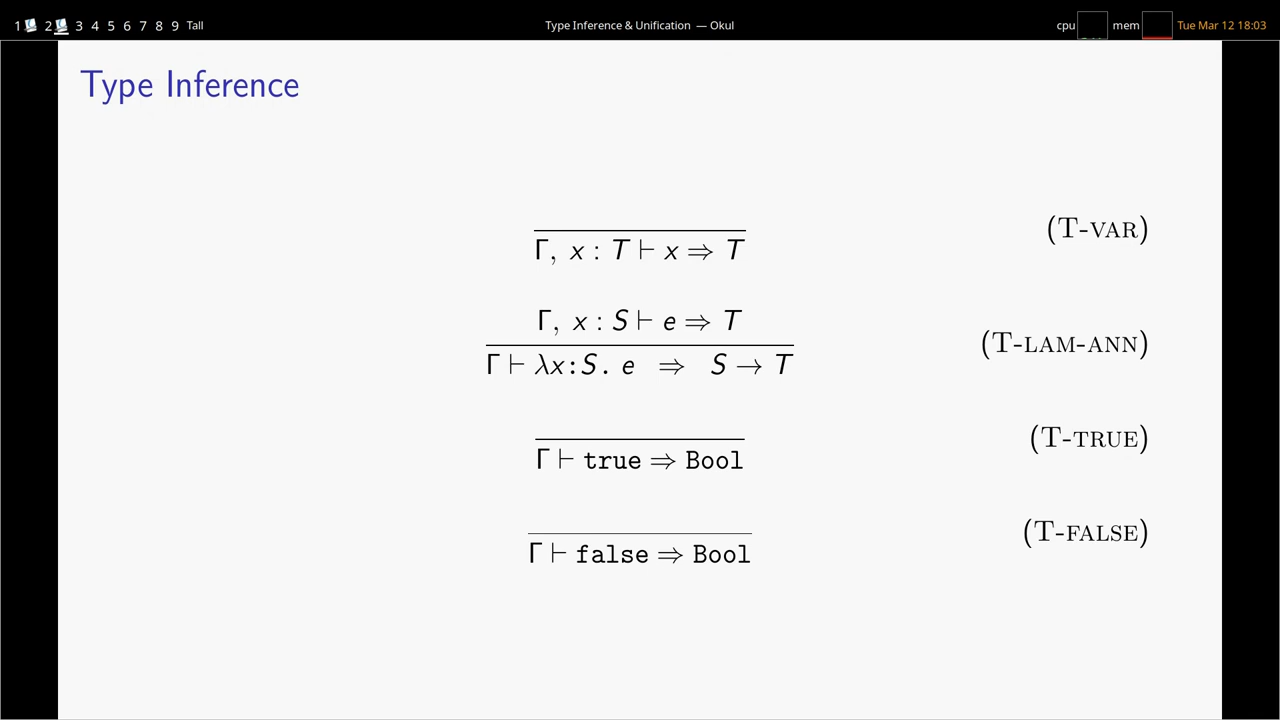 1 2 3 4 5 6 7 8 9 Tall Type Inference & Unification — Okul cpu mem Tue Mar 12 18:03
Type Inference
Γ, x : T ⊢ x ⇒ T (T-VAR)
Γ, x : S ⊢ e ⇒ T
Γ ⊢ λx:S. e ⇒ S → T (T-LAM-ANN)
Γ ⊢ true ⇒ Bool (T-TRUE)
Γ ⊢ false ⇒ Bool (T-FALSE)